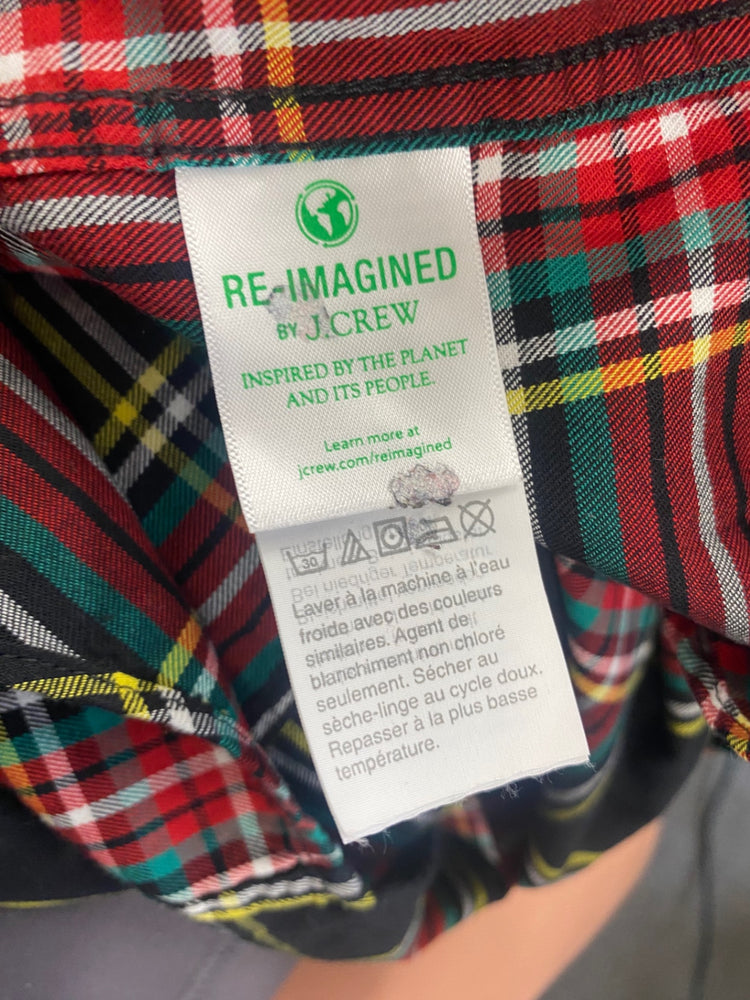 RE-IMAGINED
BY J.CREW
INSPIRED BY THE PLANET
AND ITS PEOPLE.
Learn more at
jcrew.com/reimagined
30
Laver à la machine à l'eau
froide avec des couleurs
similaires. Agent de
blanchiment non chloré
seulement. Sécher au
sèche-linge au cycle doux.
Repasser à la plus basse
température.